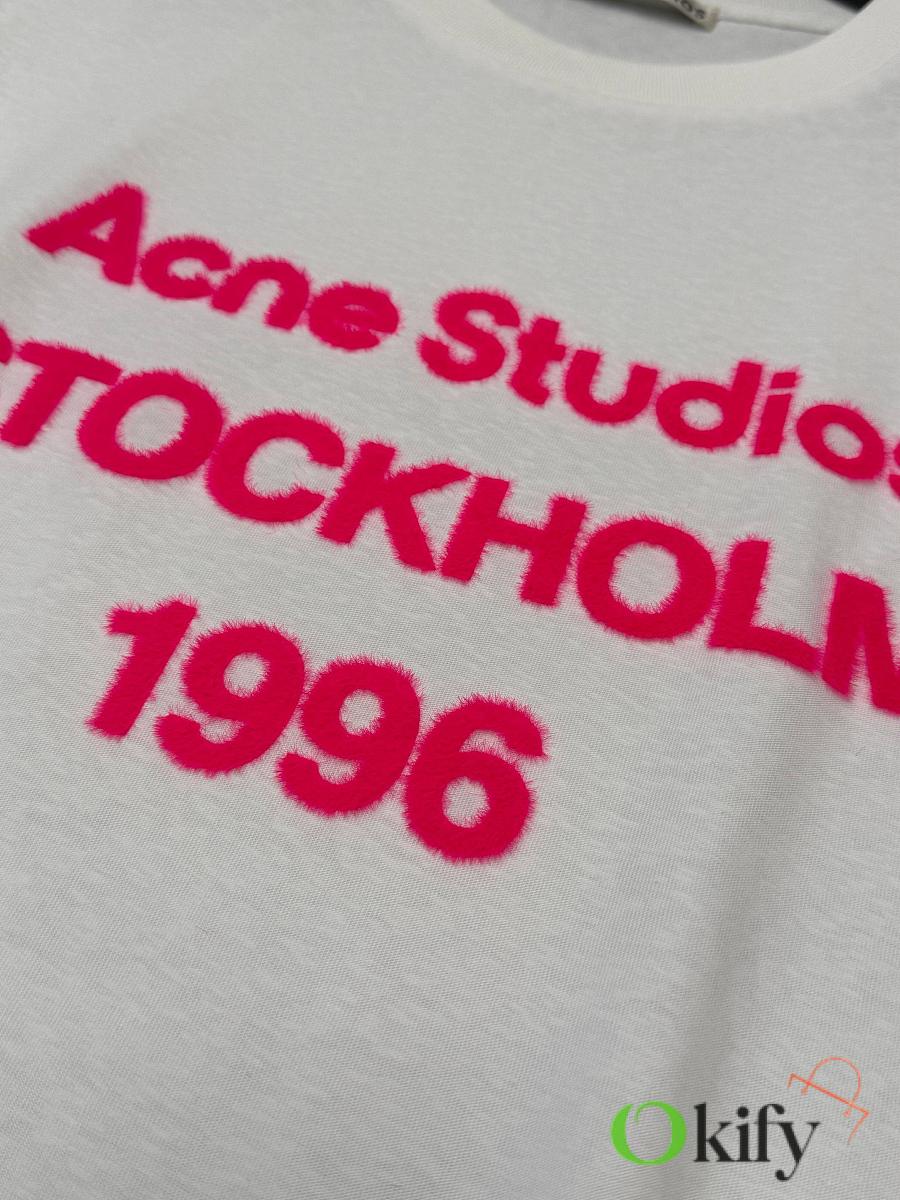 Acne Studios
STOCKHOLM
1996
Okify